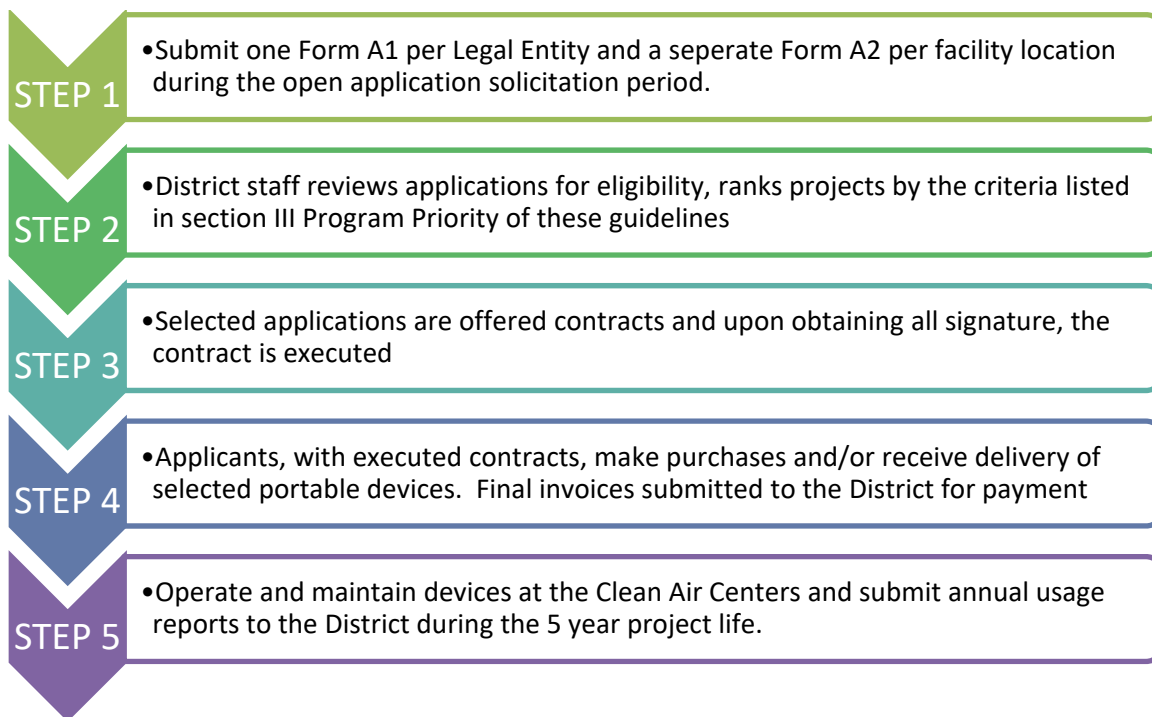 STEP 1
•Submit one Form A1 per Legal Entity and a seperate Form A2 per facility location
during the open application solicitation period.
STEP 2
•District staff reviews applications for eligibility, ranks projects by the criteria listed
in section III Program Priority of these guidelines
STEP 3
•Selected applications are offered contracts and upon obtaining all signature, the
contract is executed
STEP 4
•Applicants, with executed contracts, make purchases and/or receive delivery of
selected portable devices.  Final invoices submitted to the District for payment
STEP 5
•Operate and maintain devices at the Clean Air Centers and submit annual usage
reports to the District during the 5 year project life.